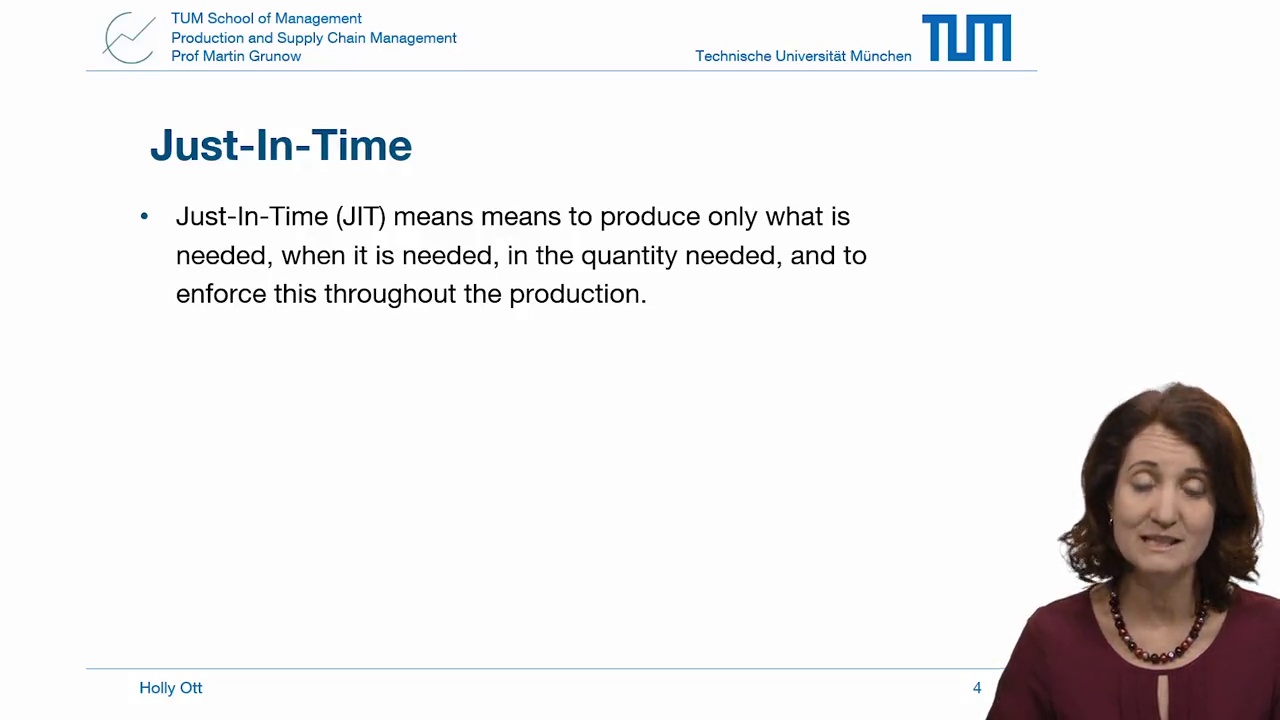 TUM School of Management
Production and Supply Chain Management
Prof Martin Grunow
Technische Universität München
TUM
Just-In-Time
• Just-In-Time (JIT) means means to produce only what is
needed, when it is needed, in the quantity needed, and to
enforce this throughout the production.
Holly Ott
4